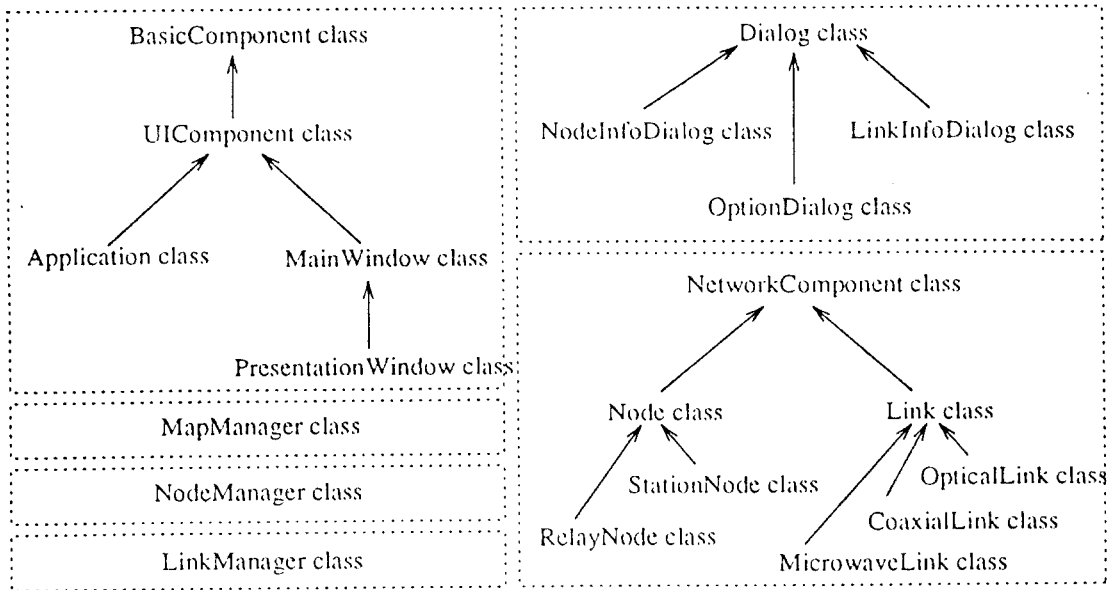 BasicComponent class
UIComponent class
Application class
MainWindow class
PresentationWindow class
MapManager class
NodeManager class
LinkManager class
Dialog class
NodeInfoDialog class
LinkInfoDialog class
OptionDialog class
NetworkComponent class
Node class
Link class
StationNode class
OpticalLink class
RelayNode class
CoaxialLink class
MicrowaveLink class